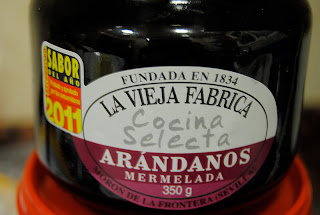 SABOR
DEL AÑO
2011
FUNDADA EN 1834
LA VIEJA FABRICA
Cocina
Selecta
ARÁNDANOS
MERMELADA
350 g
MORON DE LA FRONTERA (SEVILLA)